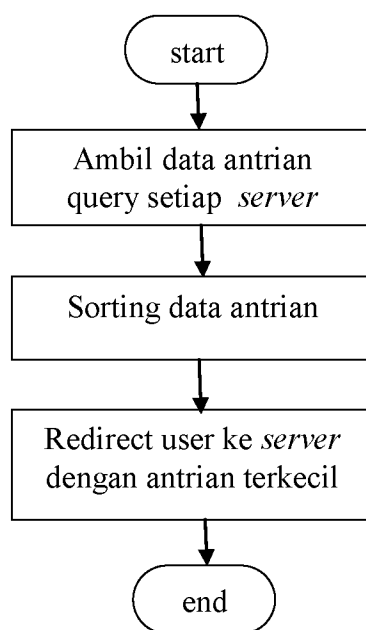 start
Ambil data antrian
query setiap server
Sorting data antrian
Redirect user ke server
dengan antrian terkecil
end